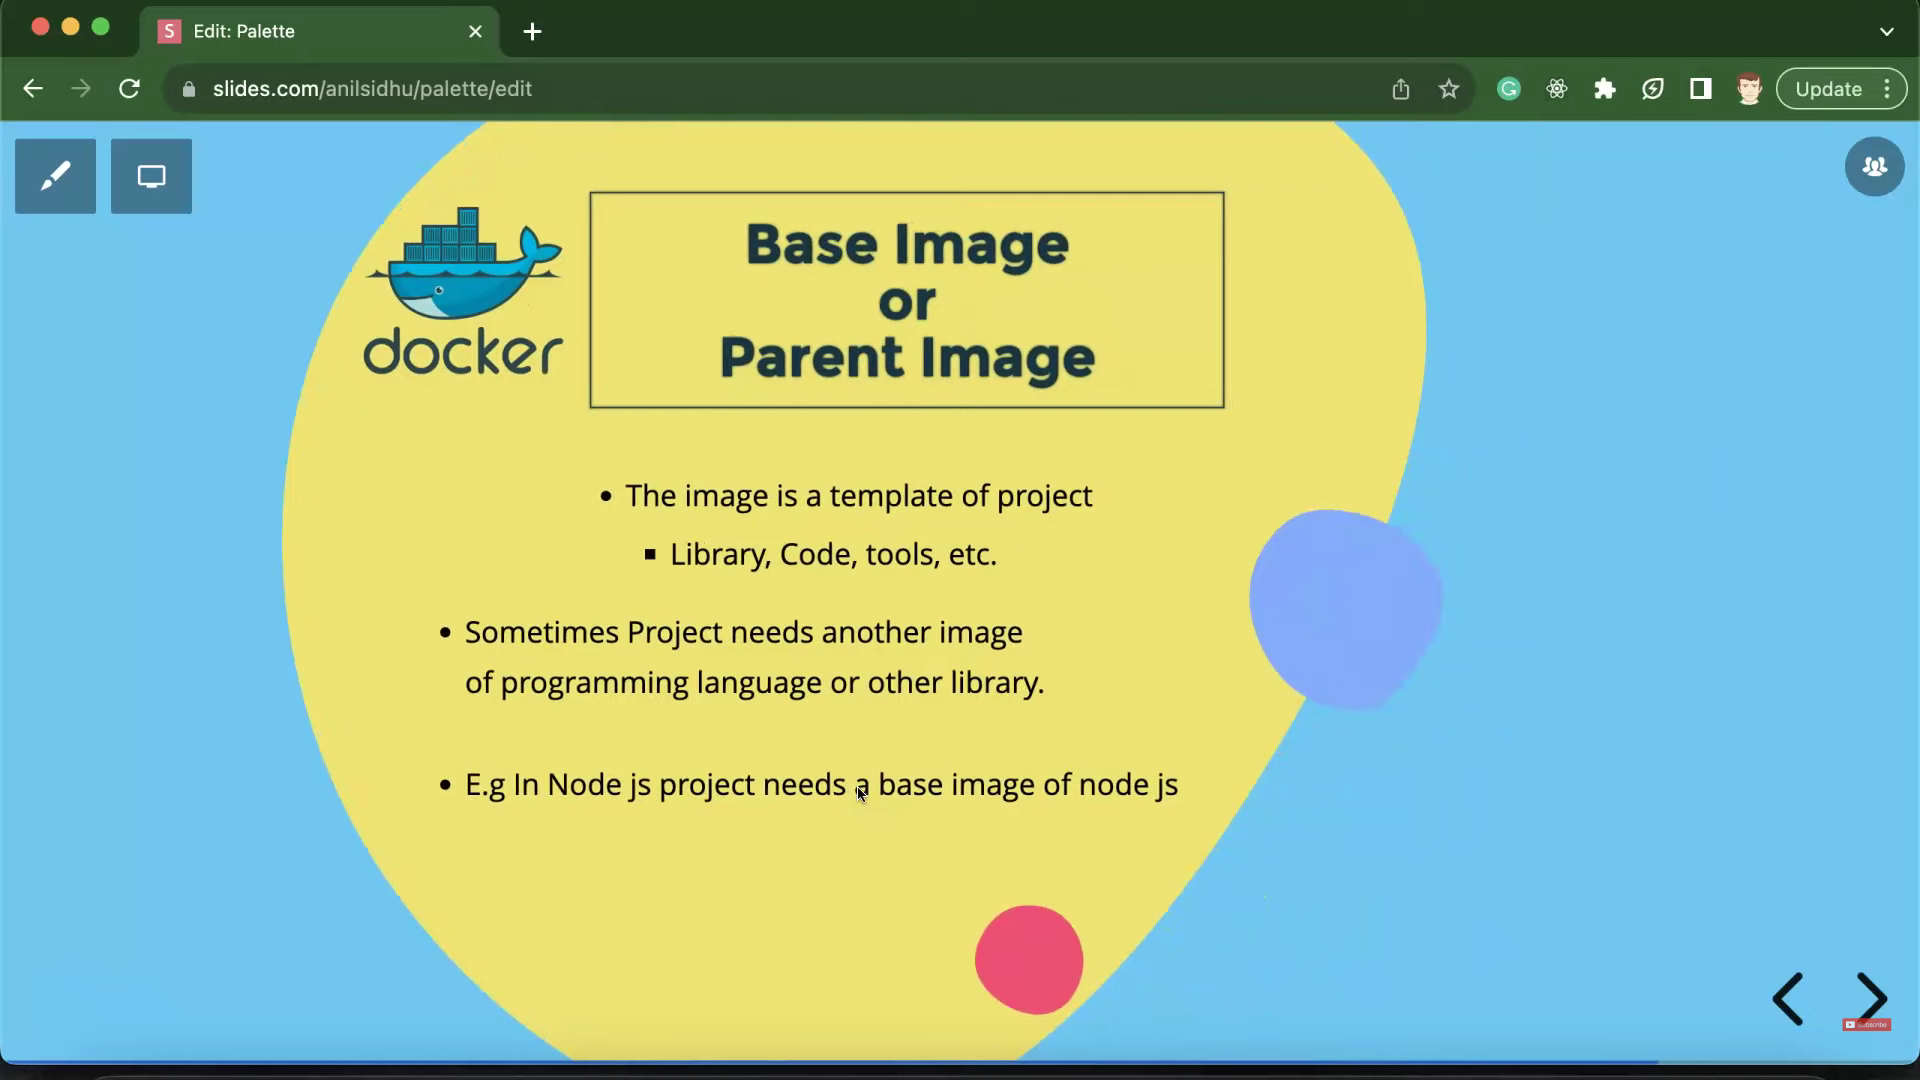 Edit: Palette
slides.com/anilsidhu/palette/edit
Update
docker
Base Image
or
Parent Image
The image is a template of project
Library, Code, tools, etc.
Sometimes Project needs another image
of programming language or other library.
E.g In Node js project needs a base image of node js
Subscribe